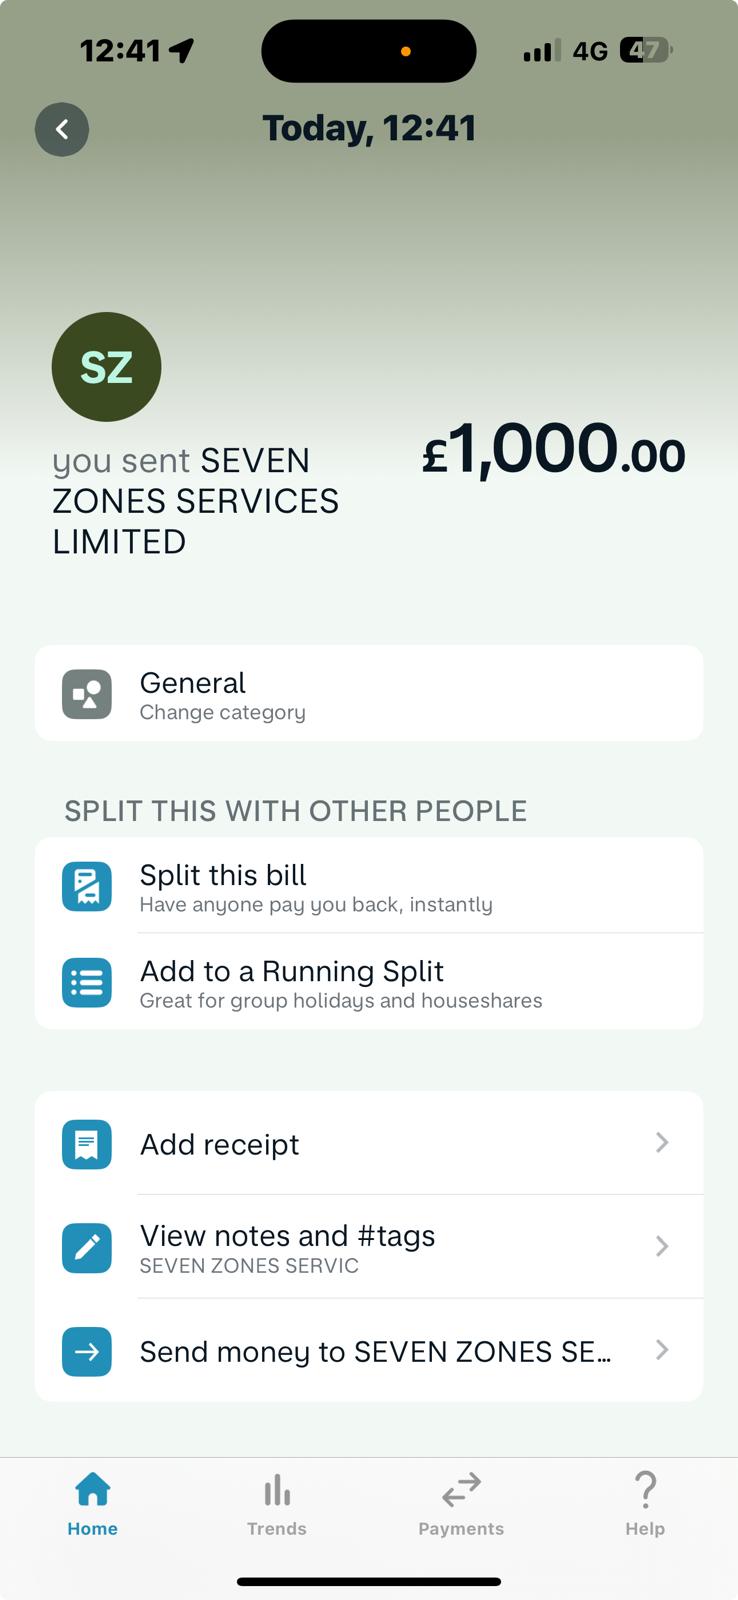 12:41
4G
47
Today, 12:41
SZ
you sent SEVEN
ZONES SERVICES
LIMITED
£1,000.00
General
Change category
SPLIT THIS WITH OTHER PEOPLE
Split this bill
Have anyone pay you back, instantly
Add to a Running Split
Great for group holidays and houseshares
Add receipt
View notes and #tags
SEVEN ZONES SERVIC
Send money to SEVEN ZONES SE...
Home
Trends
Payments
Help